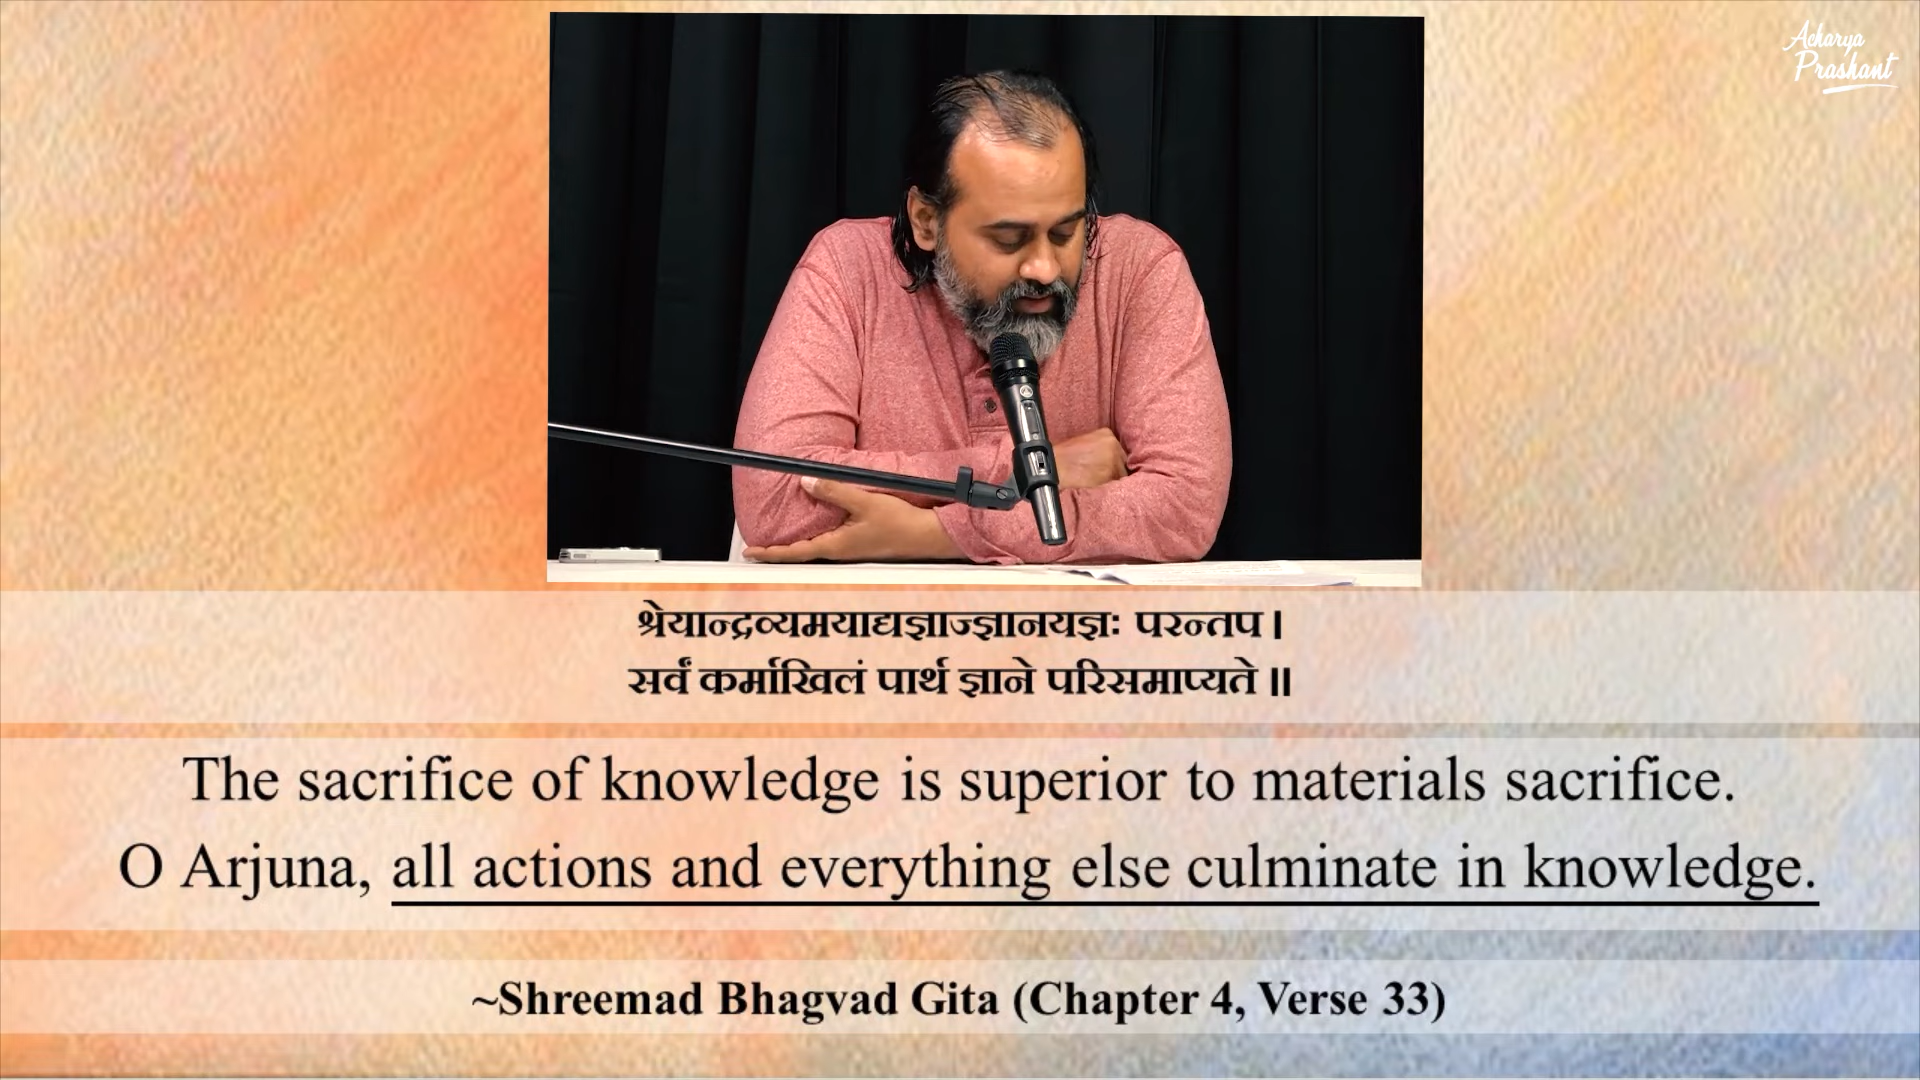 Acharya
Prashant
श्रेयान्द्रव्यमयाद्यज्ञाज्ज्ञानयज्ञः परन्तप।
सर्वं कर्माखिलं पार्थ ज्ञाने परिसमाप्यते॥
The sacrifice of knowledge is superior to materials sacrifice.
O Arjuna, all actions and everything else culminate in knowledge.
~Shreemad Bhagvad Gita (Chapter 4, Verse 33)